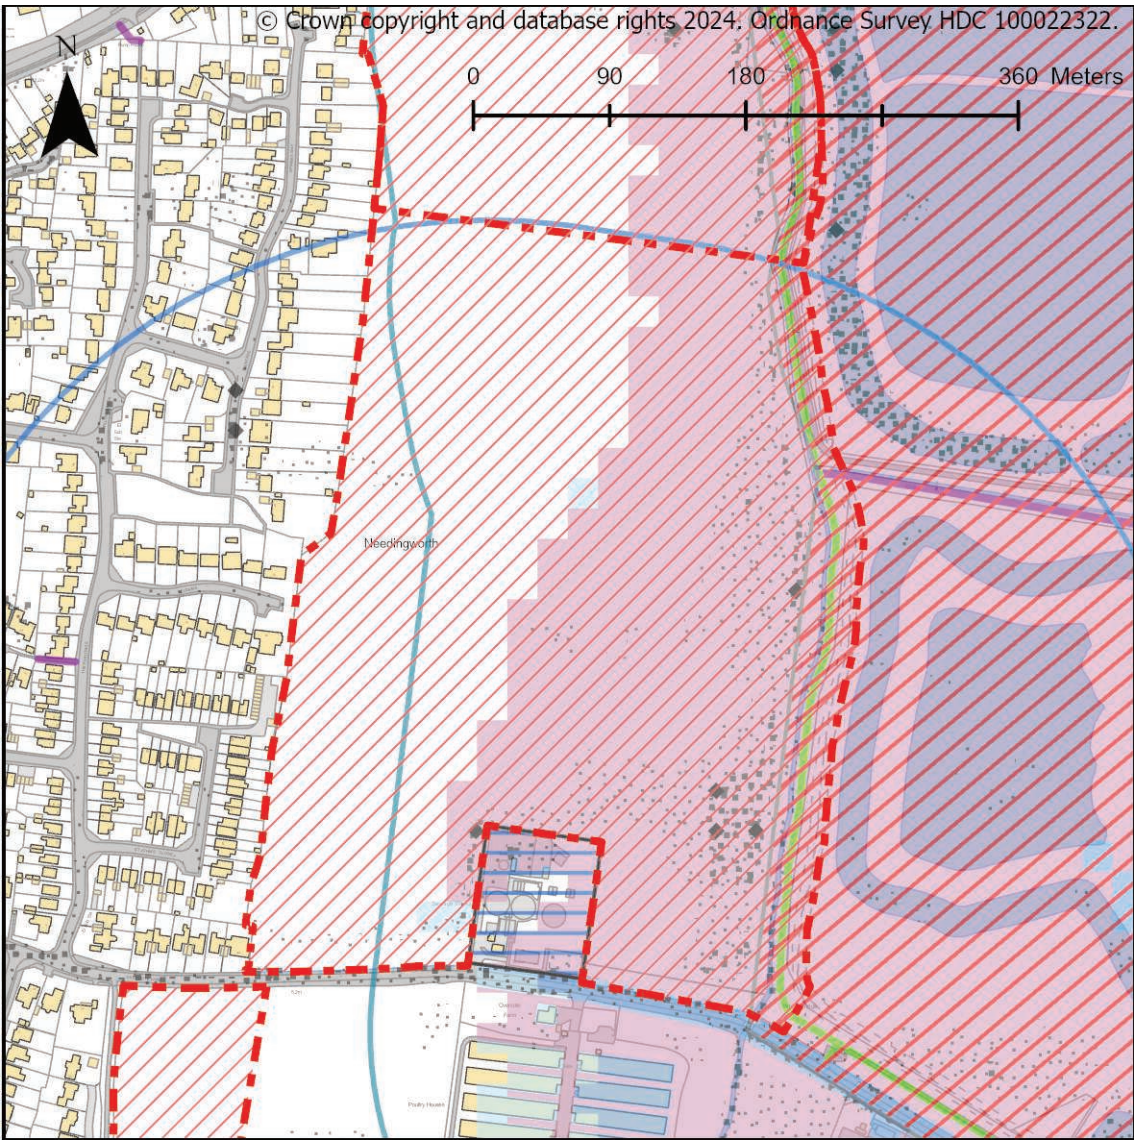 © Crown copyright and database rights 2024. Ordnance Survey HDC 100022322.
N
0 90 180 360 Meters
Needingworth
Poultry Houses